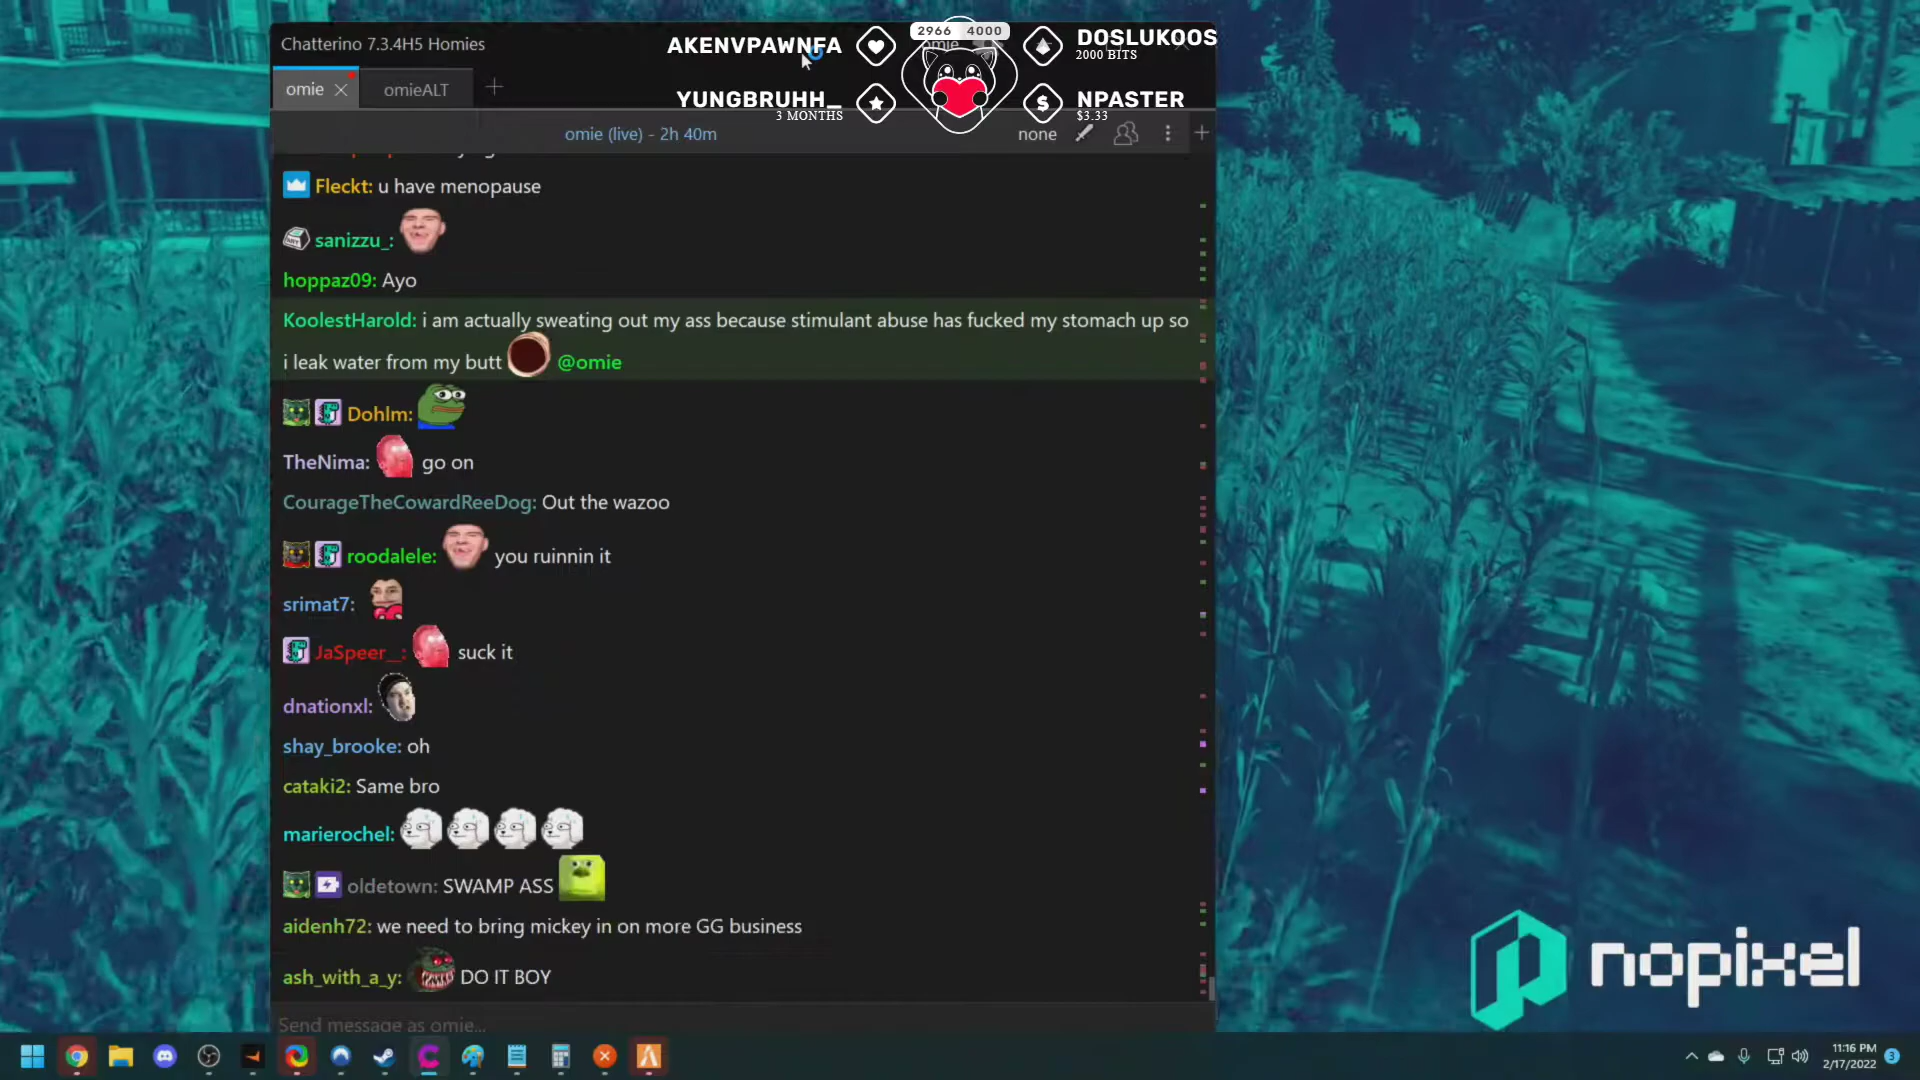 Chatterino 7.3.4H5 Homies
AKENVPAWNFA
2966 4000
omie
DOSLUKOOS
2000 BITS
omie
omieALT
YUNGBRUHH_
3 MONTHS
NPASTER
$3.33
omie (live) - 2h 40m
none
Fleckt: u have menopause
sanizzu_:
hoppaz09: Ayo
KoolestHarold: i am actually sweating out my ass because stimulant abuse has fucked my stomach up so
i leak water from my butt @omie
Dohlm:
TheNima: go on
CourageTheCowardReeDog: Out the wazoo
roodalele: you ruinnin it
srimat7:
JaSpeer__: suck it
dnationxl:
shay_brooke: oh
cataki2: Same bro
marierochel:
oldetown: SWAMP ASS
aidenh72: we need to bring mickey in on more GG business
ash_with_a_y: DO IT BOY
Send message as omie...
nopixel
11:16 PM
2/17/2022
3